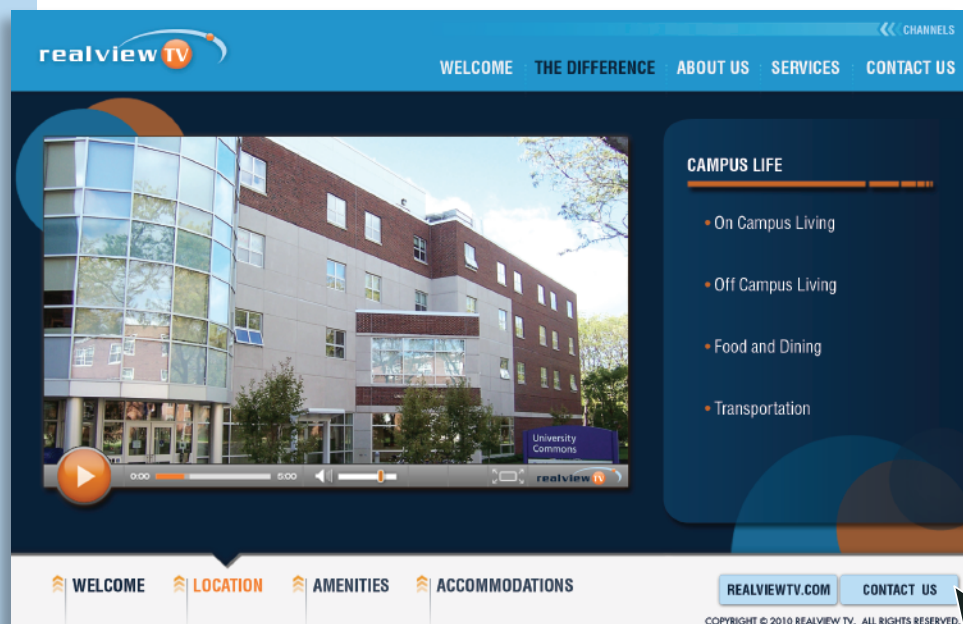 CHANNELS
realview TV
WELCOME THE DIFFERENCE ABOUT US SERVICES CONTACT US
CAMPUS LIFE
• On Campus Living
• Off Campus Living
• Food and Dining
• Transportation
University
Commons
0:00 5:00 realview TV
WELCOME LOCATION AMENITIES ACCOMMODATIONS
REALVIEWTV.COM CONTACT US
COPYRIGHT © 2010 REALVIEW TV. ALL RIGHTS RESERVED.